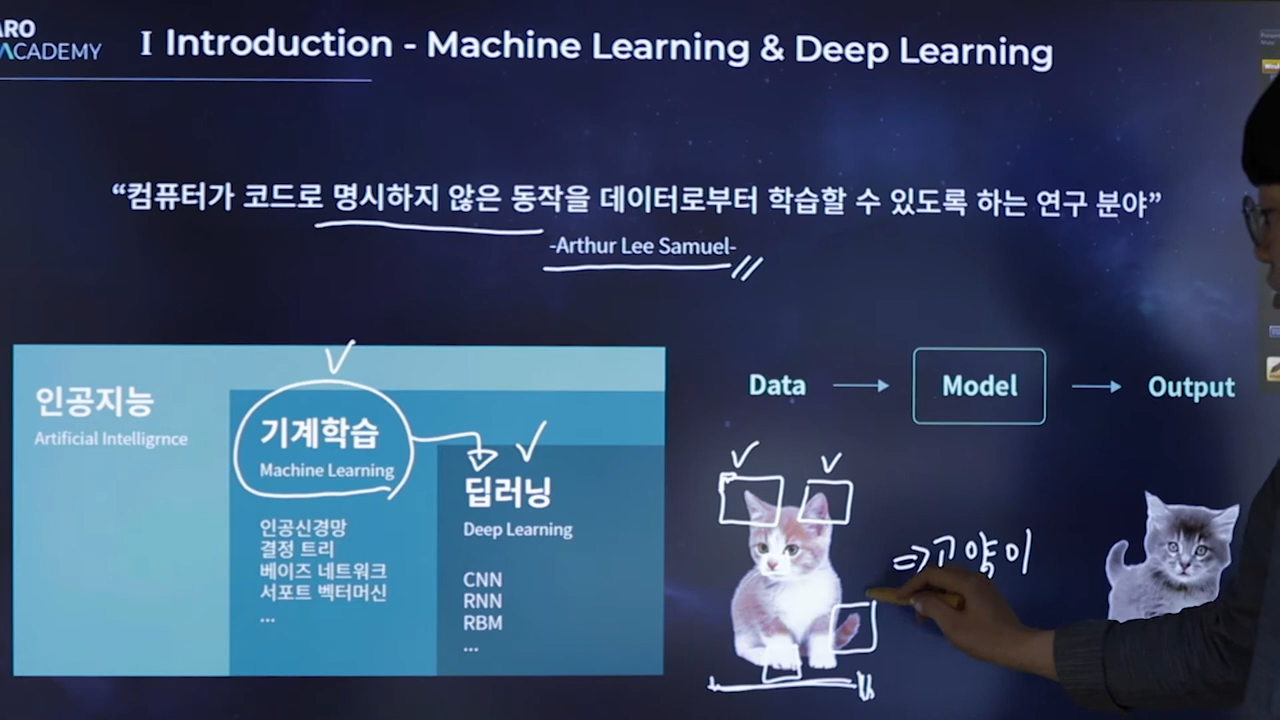 ARO
ACADEMY
I Introduction - Machine Learning & Deep Learning
“컴퓨터가 코드로 명시하지 않은 동작을 데이터로부터 학습할 수 있도록 하는 연구 분야”
-Arthur Lee Samuel-
인공지능
Artificial Intelligrnce
기계학습
Machine Learning
인공신경망
결정 트리
베이즈 네트워크
서포트 벡터머신
...
딥러닝
Deep Learning
CNN
RNN
RBM
...
Data
Model
Output
⇒고약이